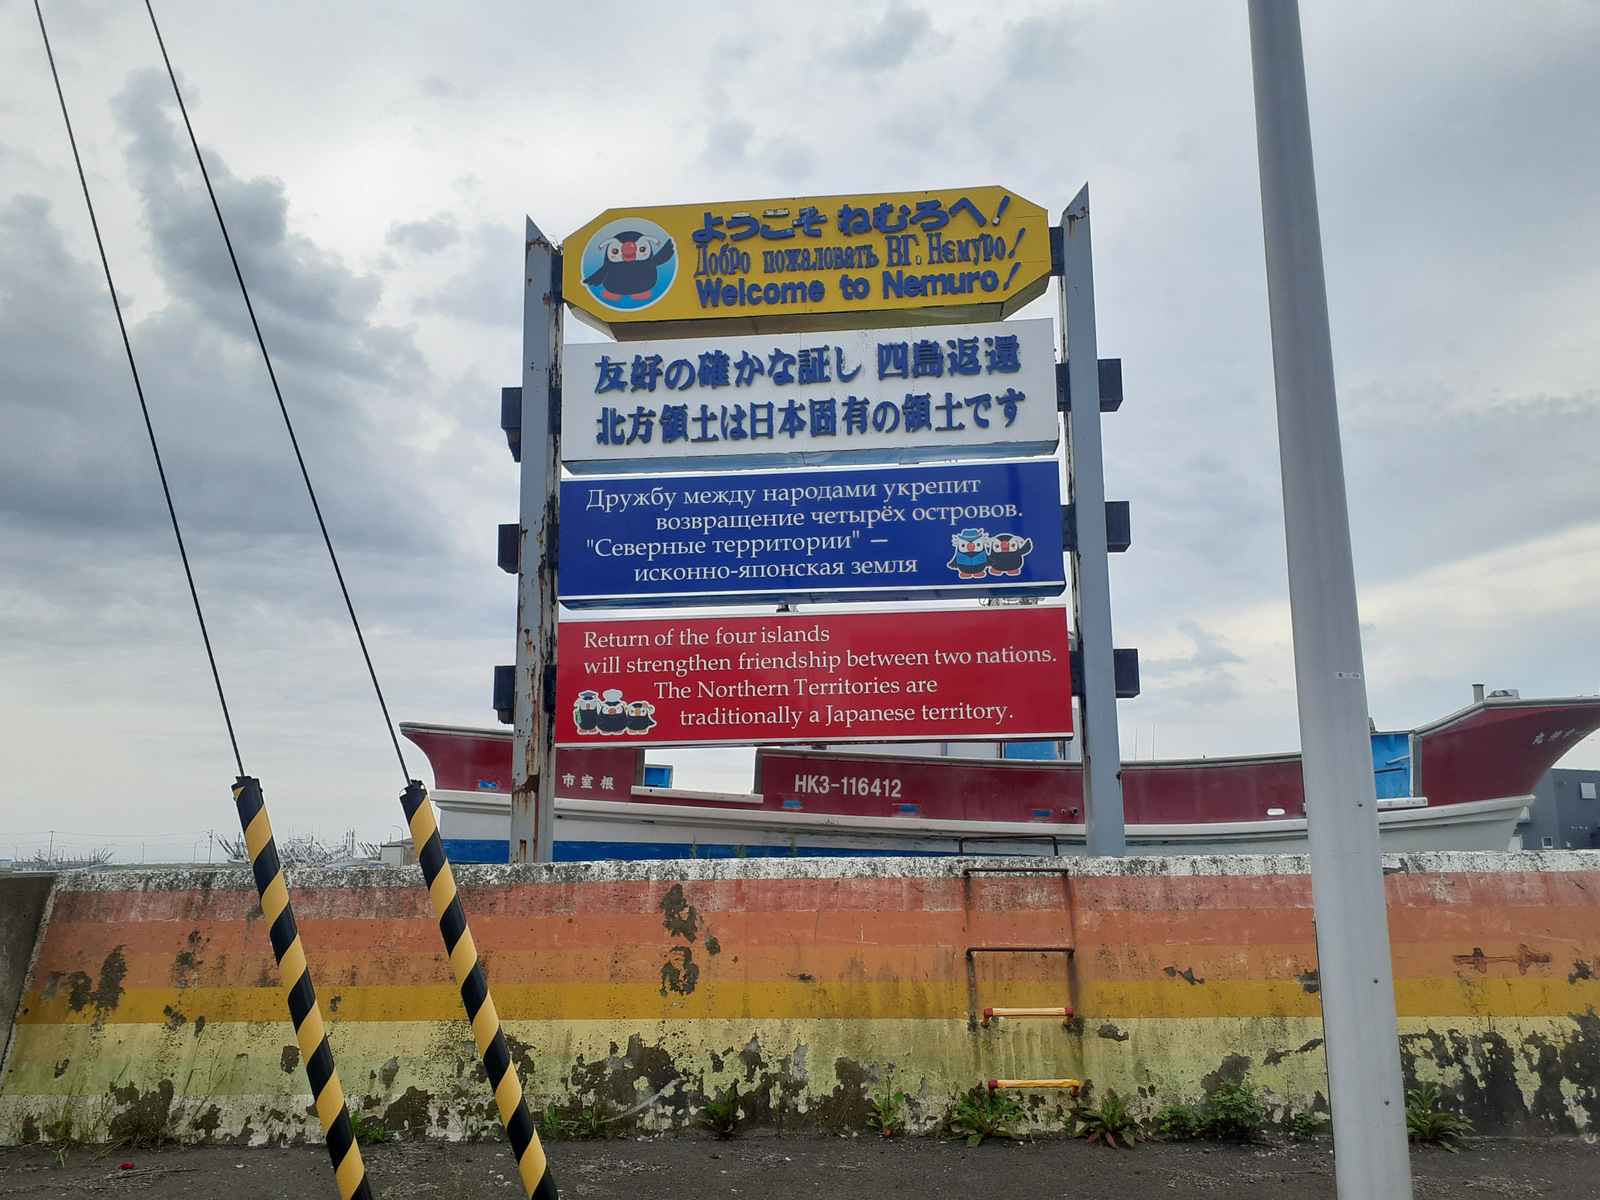 ようこそ ねむろへ!
Добро пожаловать ВГ. Немуро!
Welcome to Nemuro!
友好の確かな証し 四島返還
北方領土は日本固有の領土です
Дружбу между народами укрепит
возвращение четырёх островов.
"Северные территории" —
исконно-японская земля
Return of the four islands
will strengthen friendship between two nations.
The Northern Territories are
traditionally a Japanese territory.
市室根
HK3-116412